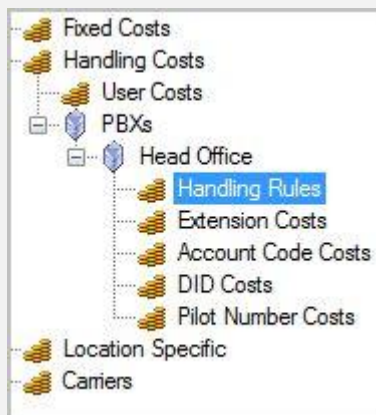 Fixed Costs
Handling Costs
User Costs
PBXs
Head Office
Handling Rules
Extension Costs
Account Code Costs
DID Costs
Pilot Number Costs
Location Specific
Carriers